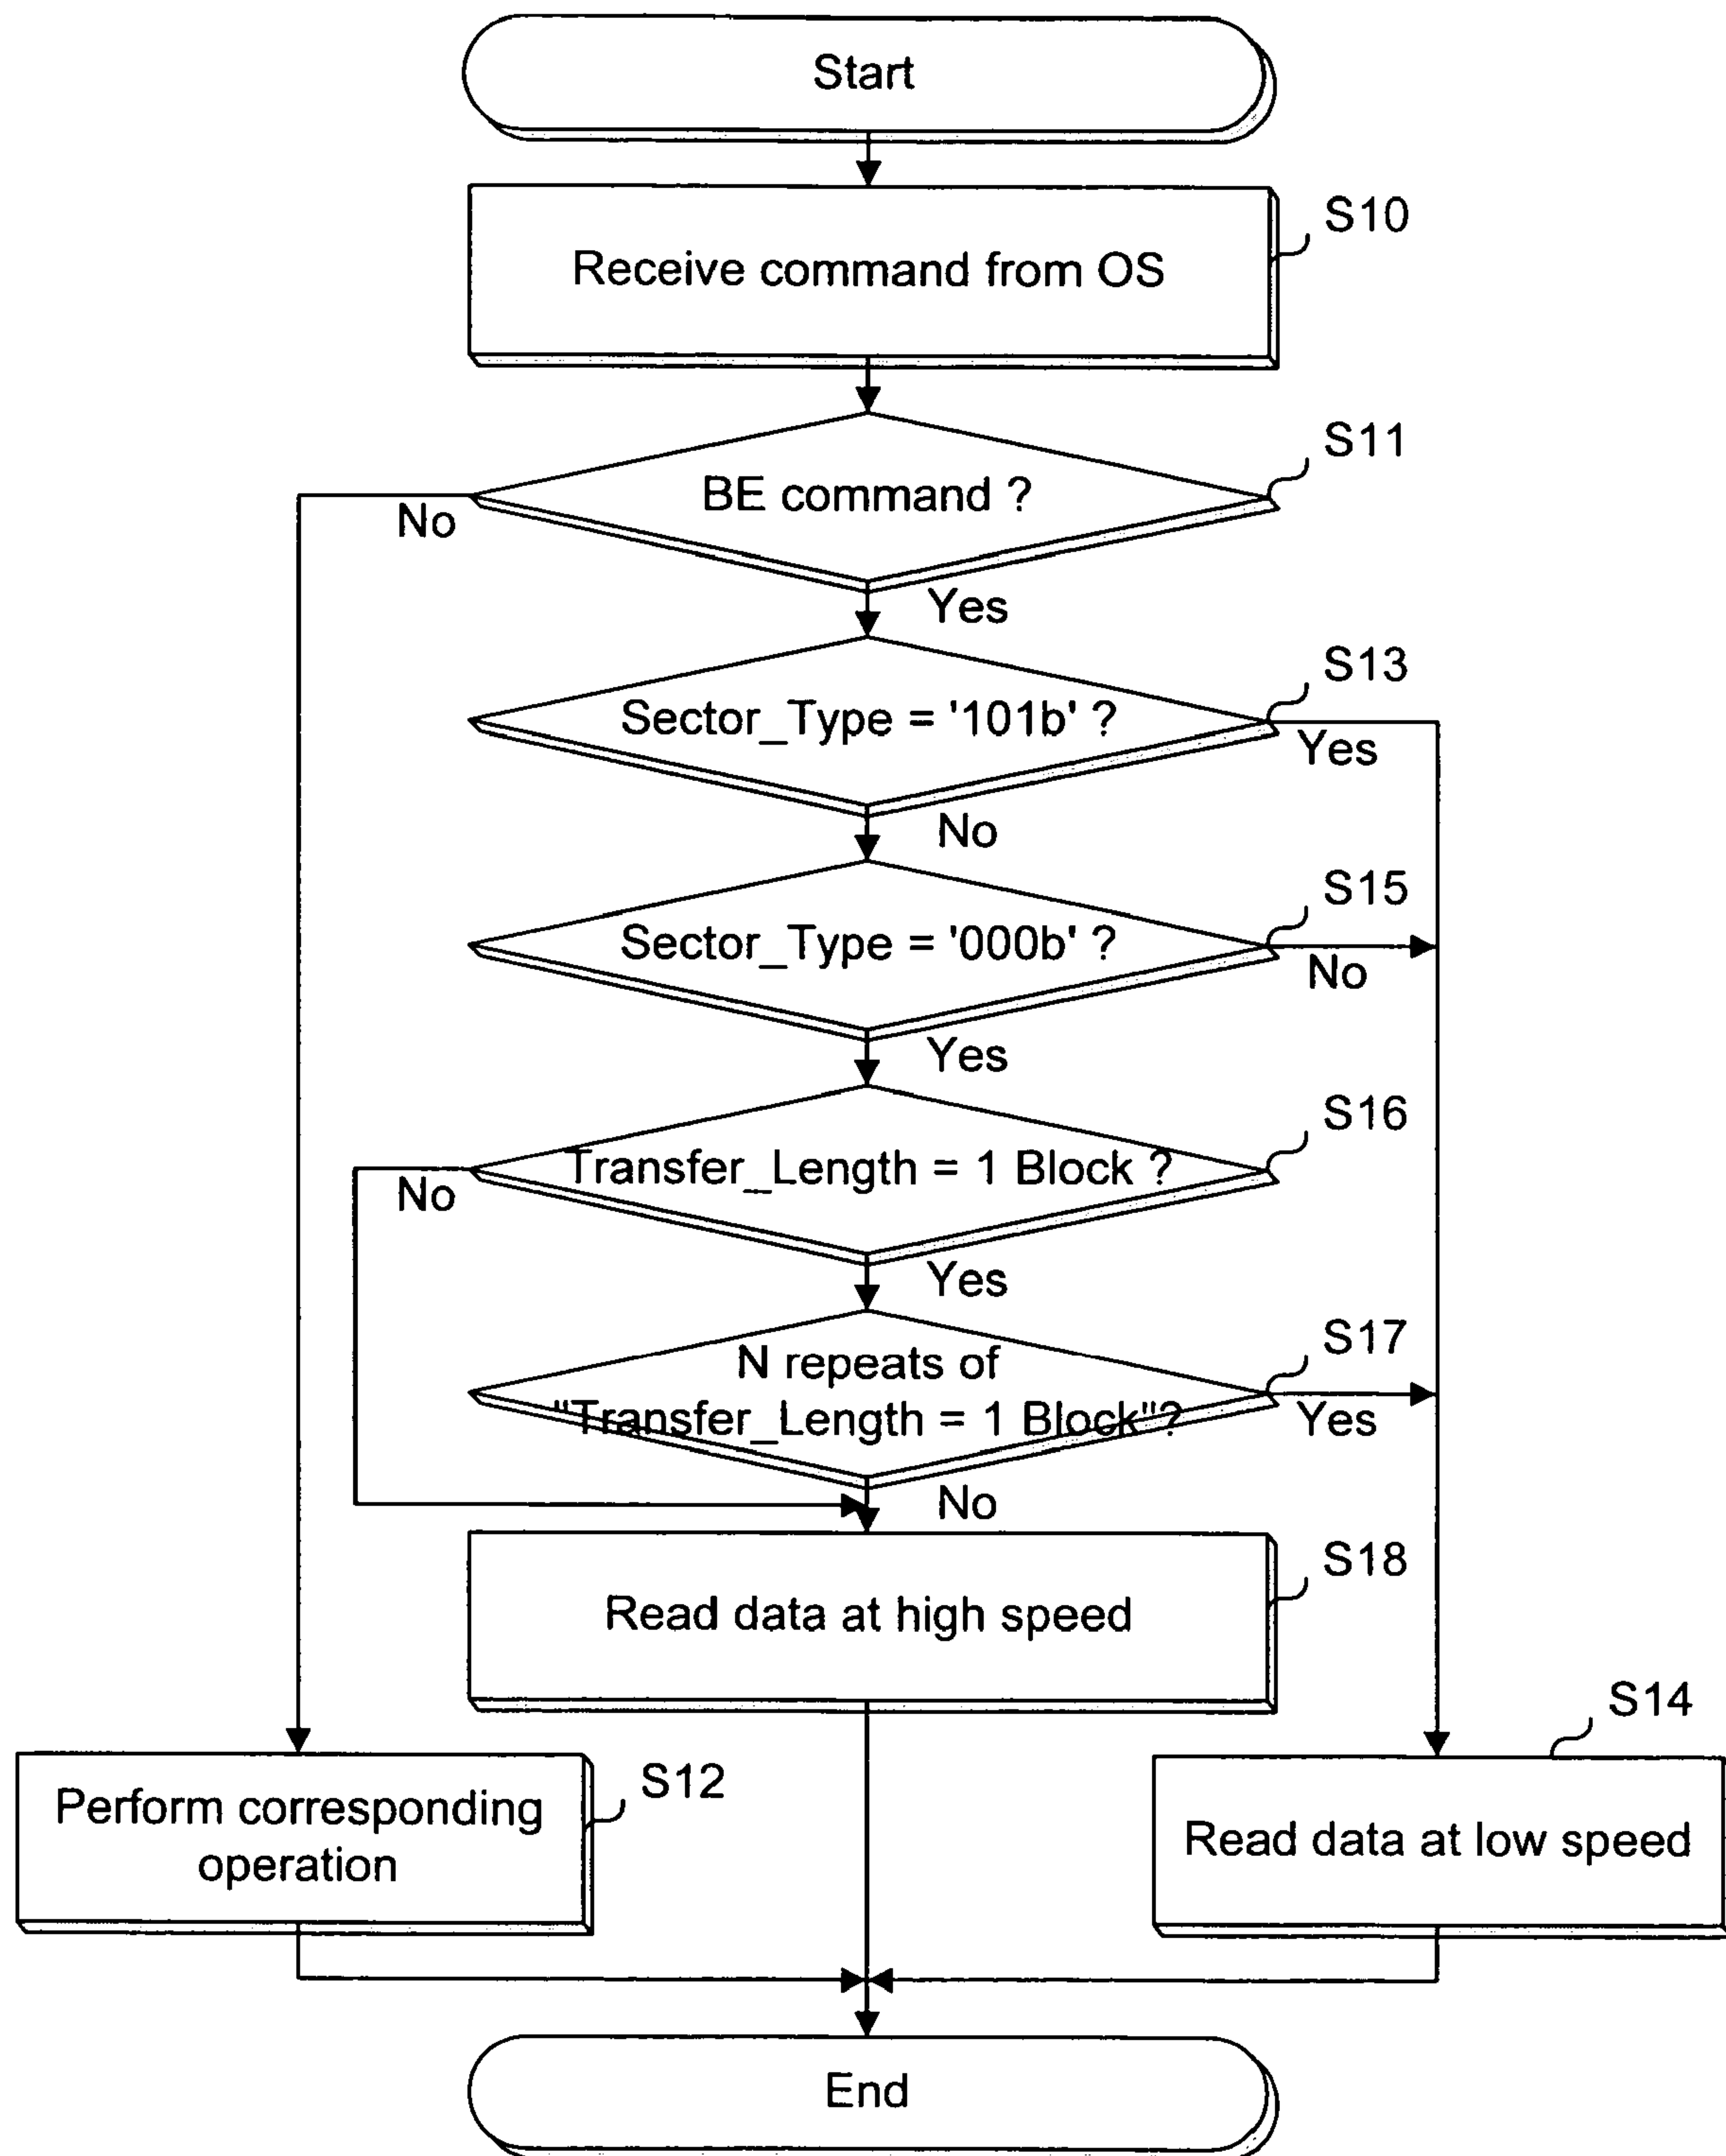 Start
S10
Receive command from OS
S11
BE command ?
No
Yes
S13
Sector_Type = '101b' ?
Yes
No
S15
Sector_Type = '000b' ?
No
Yes
S16
Transfer_Length = 1 Block ?
No
Yes
S17
N repeats of
"Transfer_Length = 1 Block"?
Yes
No
S18
Read data at high speed
S14
S12
Perform corresponding
operation
Read data at low speed
End